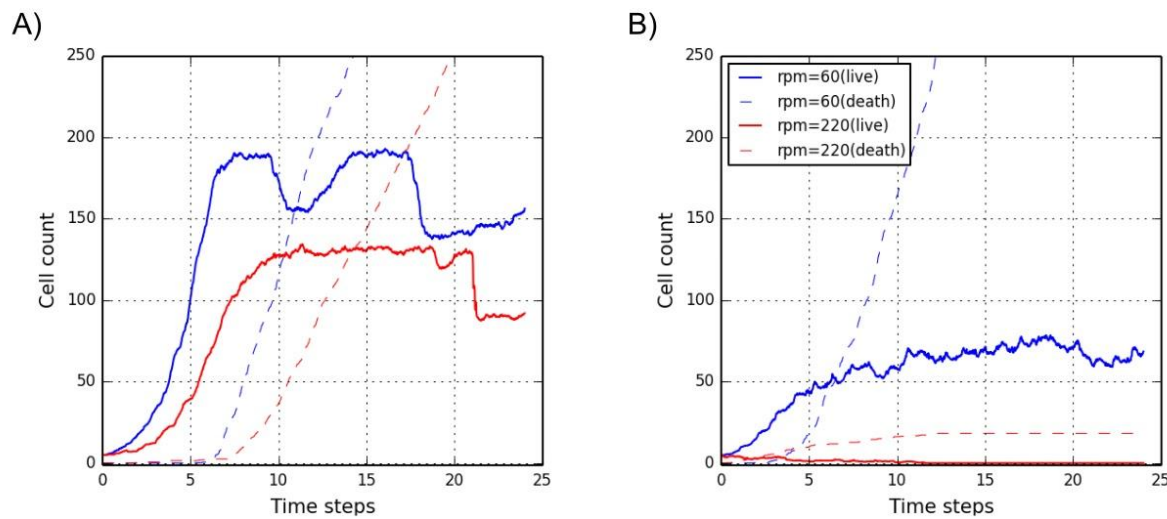 A)
B)
250
200
150
100
50
0
Cell count
0 5 10 15 20 25
Time steps
250
200
150
100
50
0
Cell count
rpm=60(live)
rpm=60(death)
rpm=220(live)
rpm=220(death)
0 5 10 15 20 25
Time steps